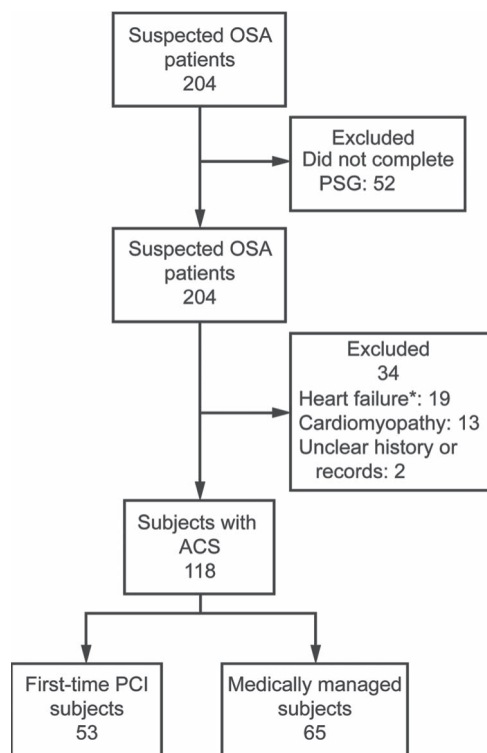 Suspected OSA
patients
204
Excluded
Did not complete
PSG: 52
Suspected OSA
patients
204
Excluded
34
Heart failure*: 19
Cardiomyopathy: 13
Unclear history or
records: 2
Subjects with
ACS
118
First-time PCI
subjects
53
Medically managed
subjects
65